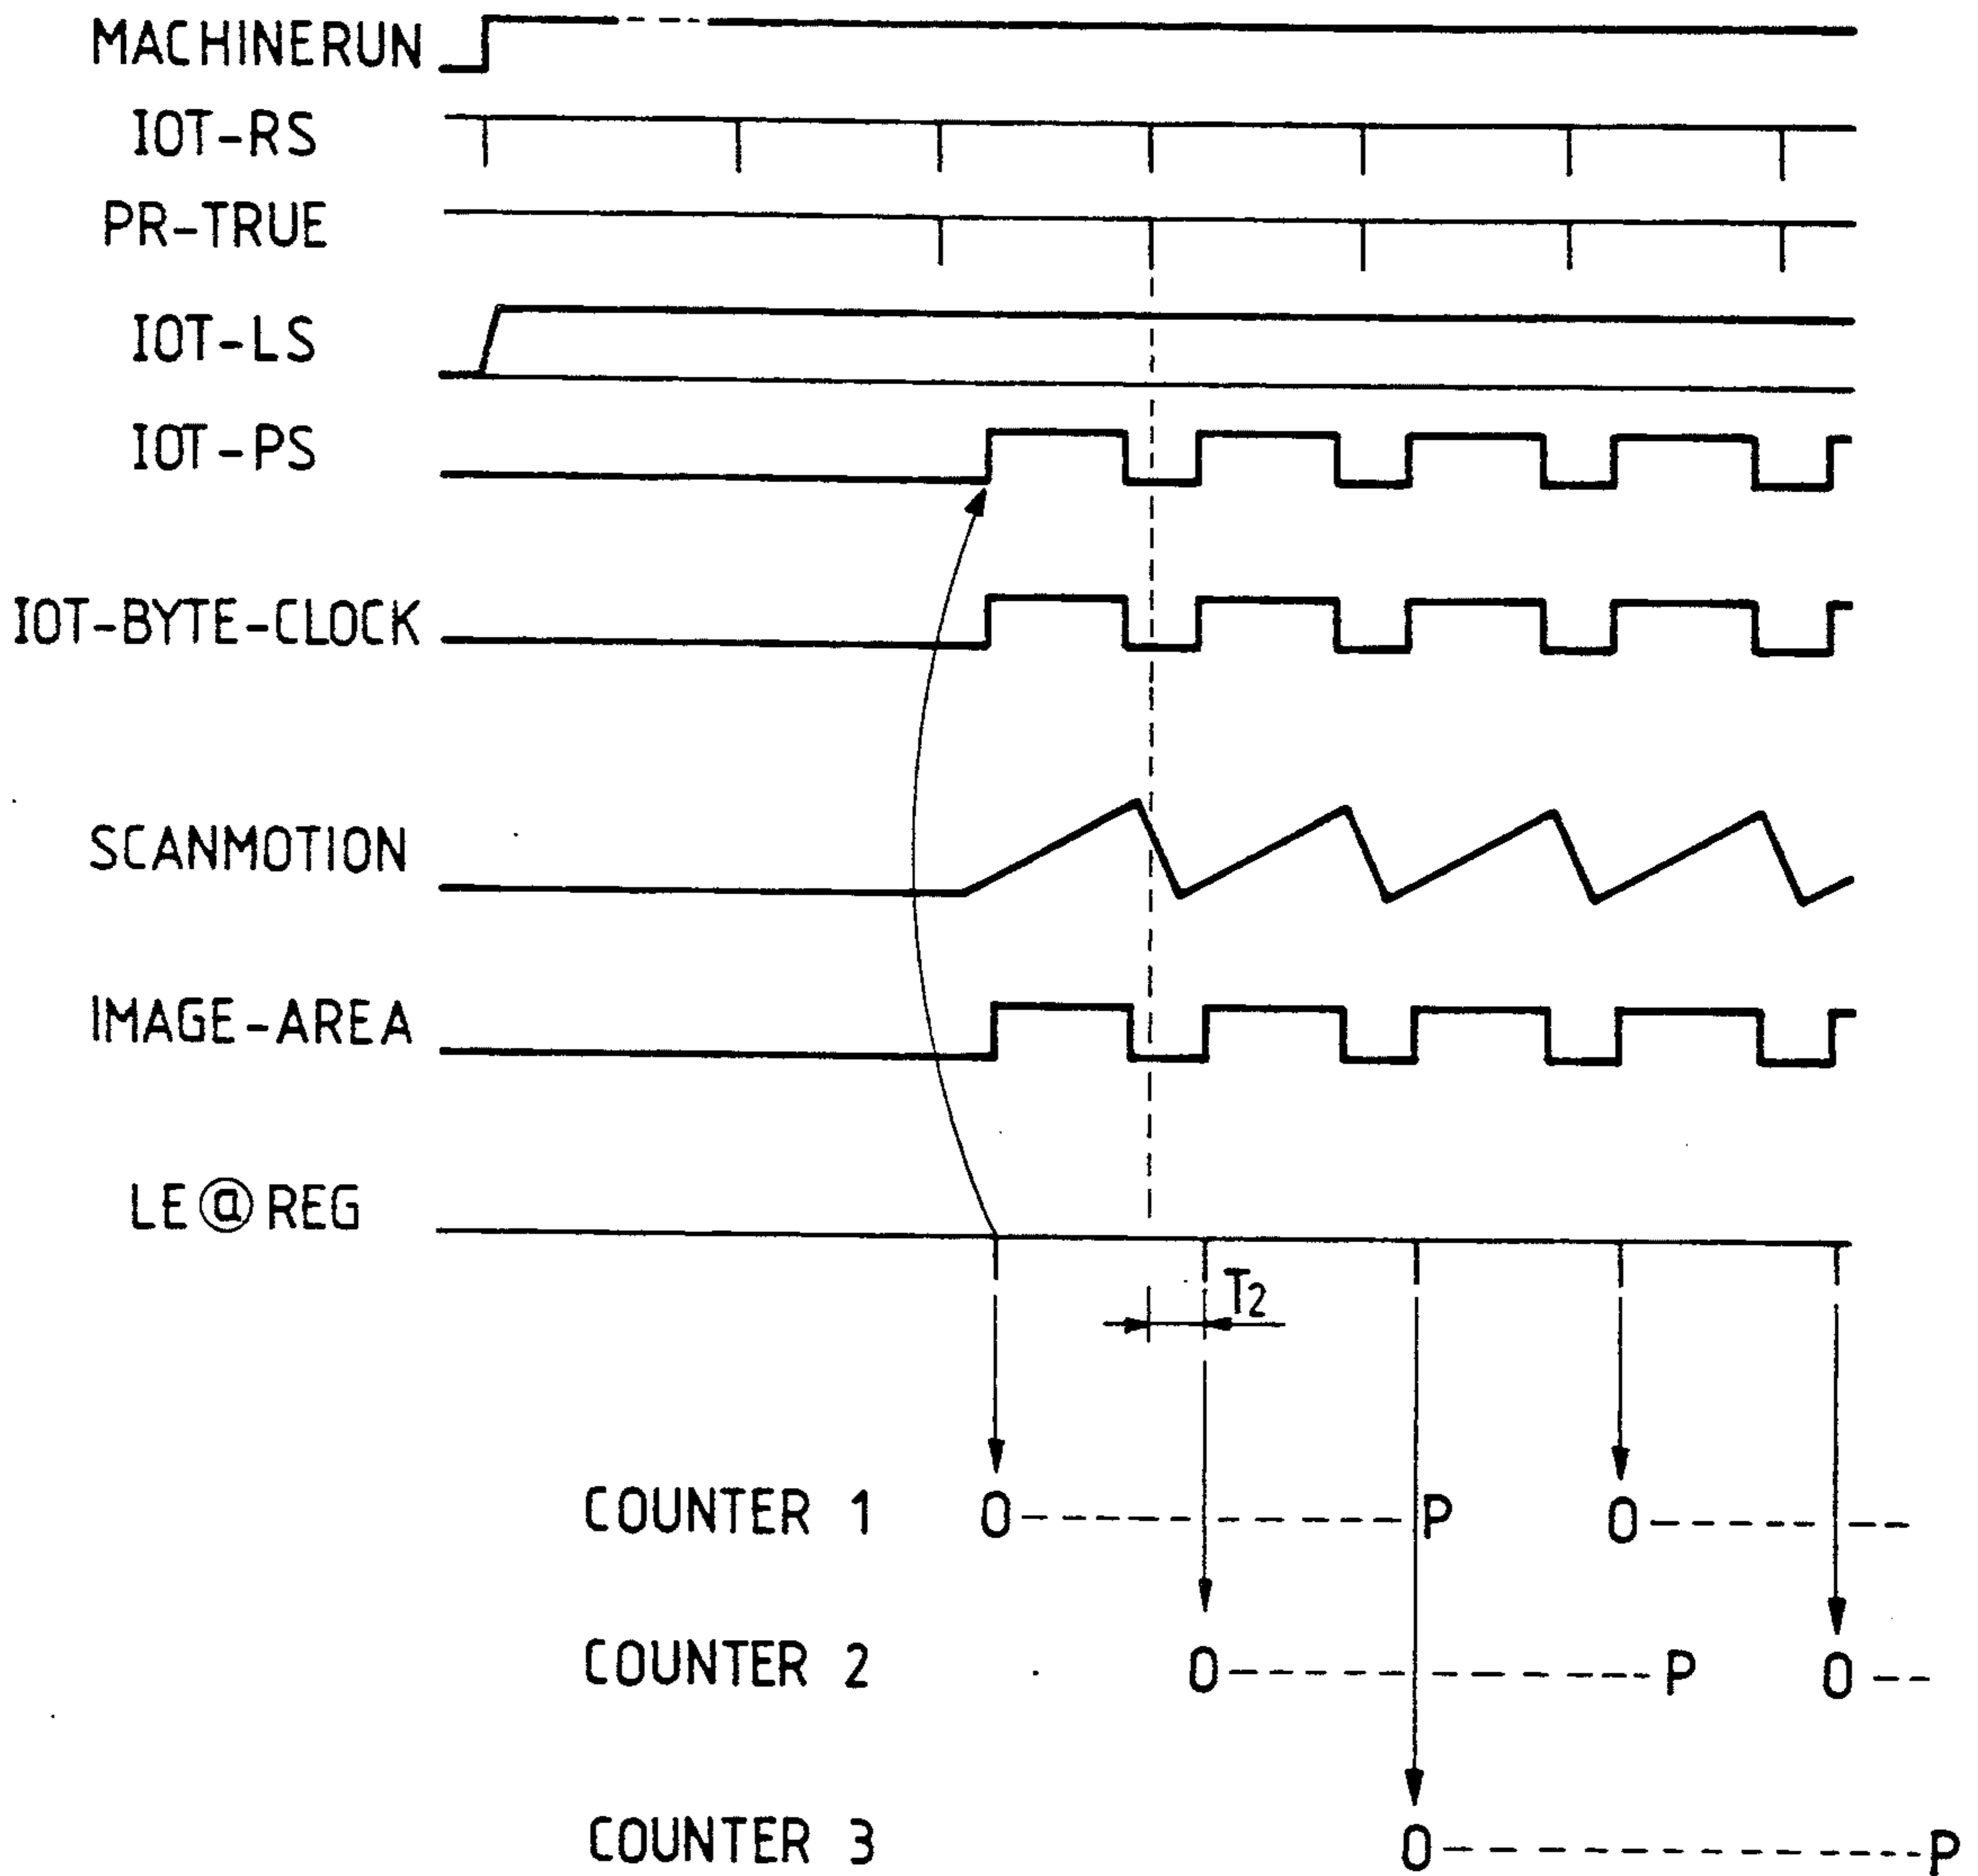 MACHINERUN
IOT-RS
PR-TRUE
IOT-LS
IOT-PS
IOT-BYTE-CLOCK
SCANMOTION
IMAGE-AREA
LE@REG
T2
COUNTER 1 0 P 0
COUNTER 2 0 P 0
COUNTER 3 0 P